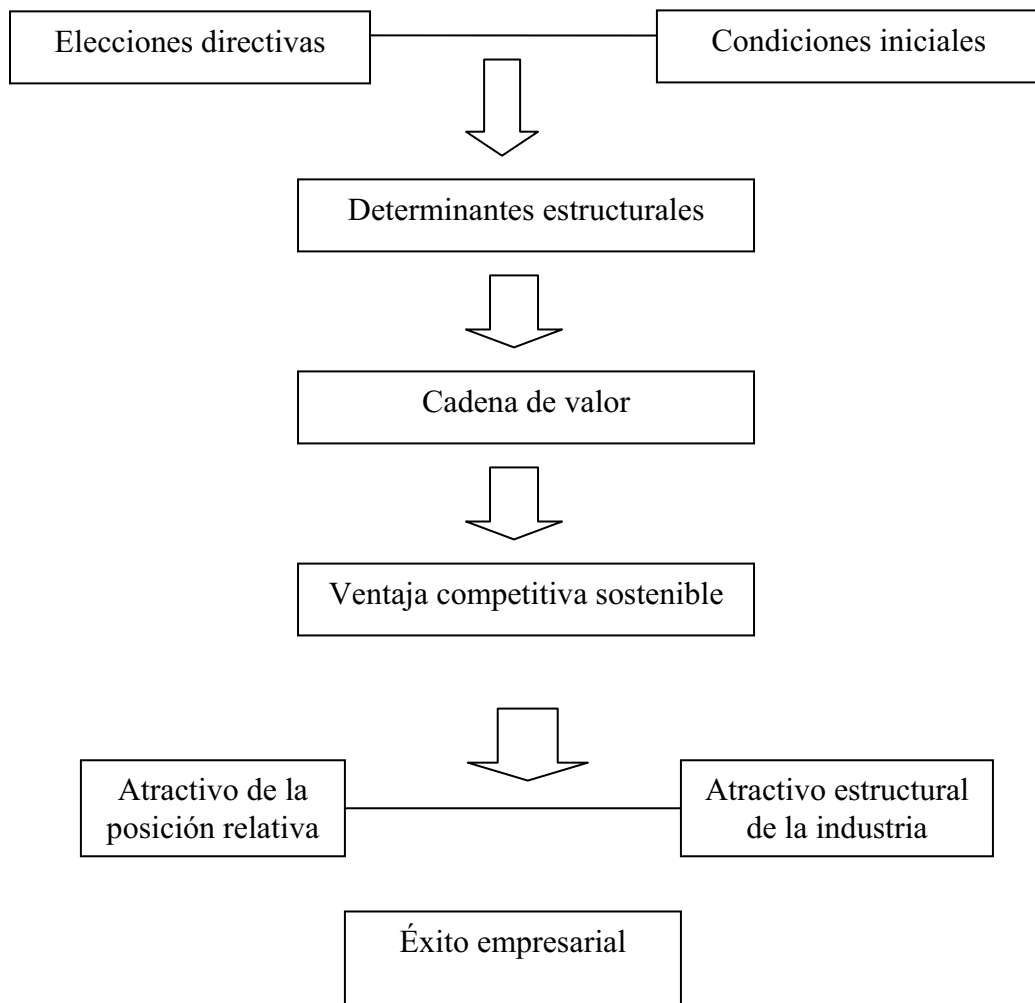 Elecciones directivas
Condiciones iniciales
Determinantes estructurales
Cadena de valor
Ventaja competitiva sostenible
Atractivo de la
posición relativa
Atractivo estructural
de la industria
Éxito empresarial